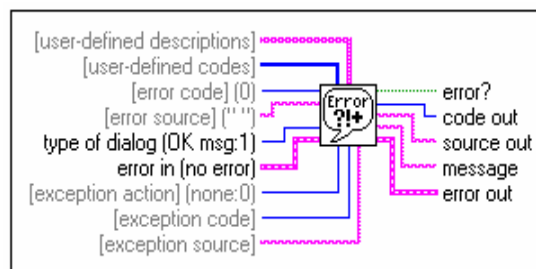 [user-defined descriptions]
[user-defined codes]
[error code] (0)
[error source] (" ")
type of dialog (OK msg:1)
error in (no error)
[exception action] (none:0)
[exception code]
[exception source]
Error
?!+
error?
code out
source out
message
error out